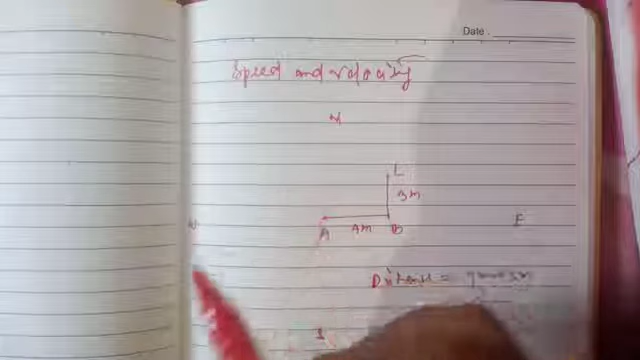 Date.
Speed and velocity
N
L
3m
A 4m B
W E
Distance =
S